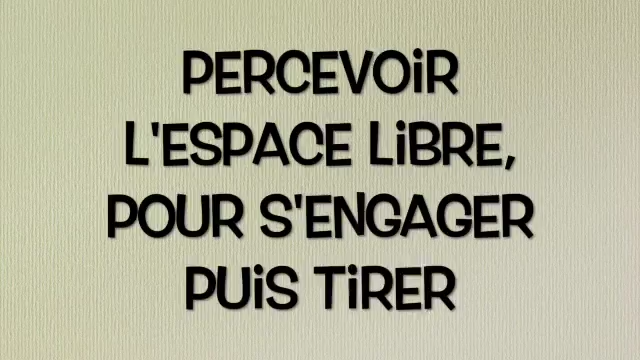 PERCEVOIR
L'ESPACE LIBRE,
POUR S'ENGAGER
PUIS TIRER